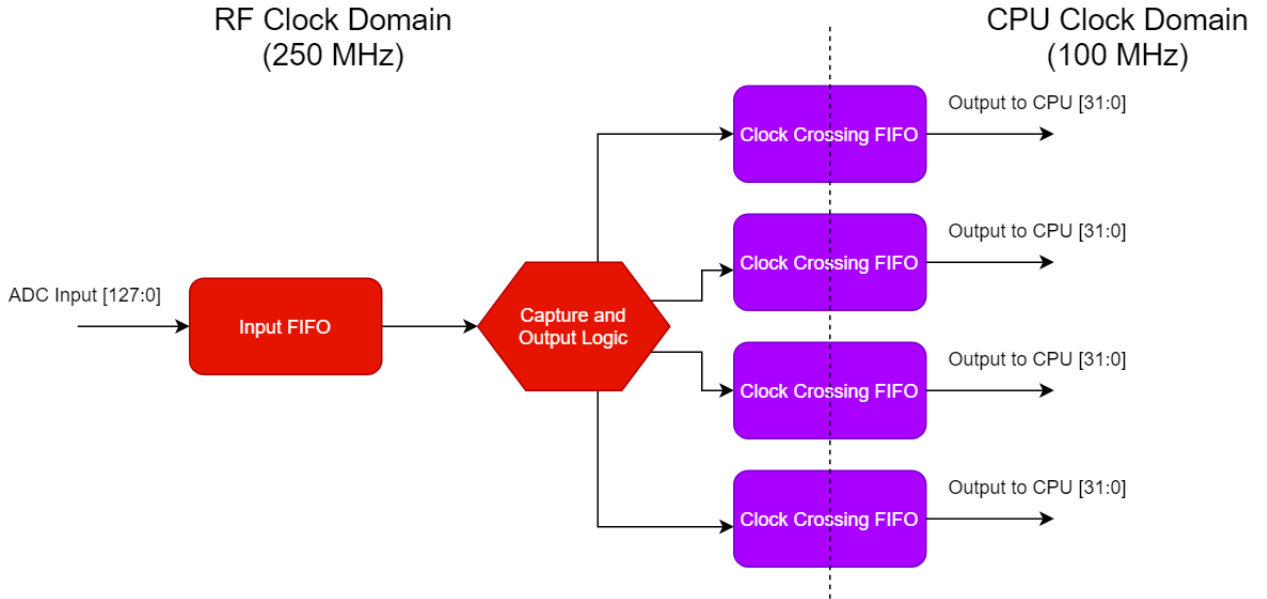 RF Clock Domain
(250 MHz)
CPU Clock Domain
(100 MHz)
Clock Crossing FIFO
Output to CPU [31:0]
Clock Crossing FIFO
Output to CPU [31:0]
ADC Input [127:0]
Input FIFO
Capture and
Output Logic
Clock Crossing FIFO
Output to CPU [31:0]
Clock Crossing FIFO
Output to CPU [31:0]